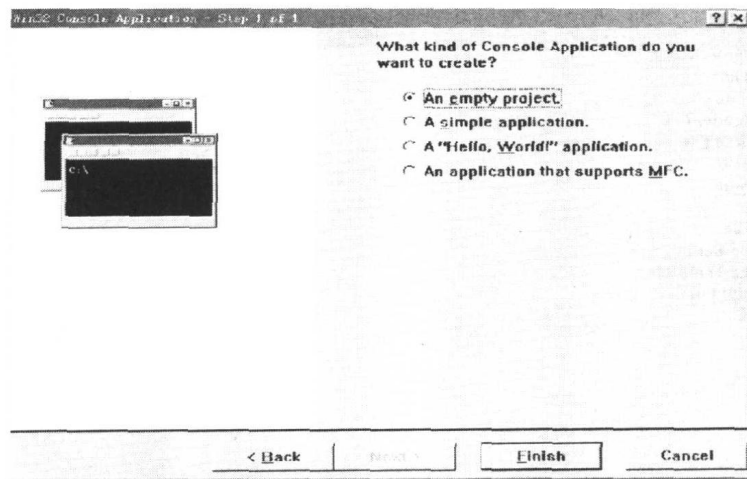 Win32 Console Application - Step 1 of 1
What kind of Console Application do you
want to create?
An empty project.
A simple application.
A "Hello, World!" application.
An application that supports MFC.
C:\
< Back
Finish
Cancel